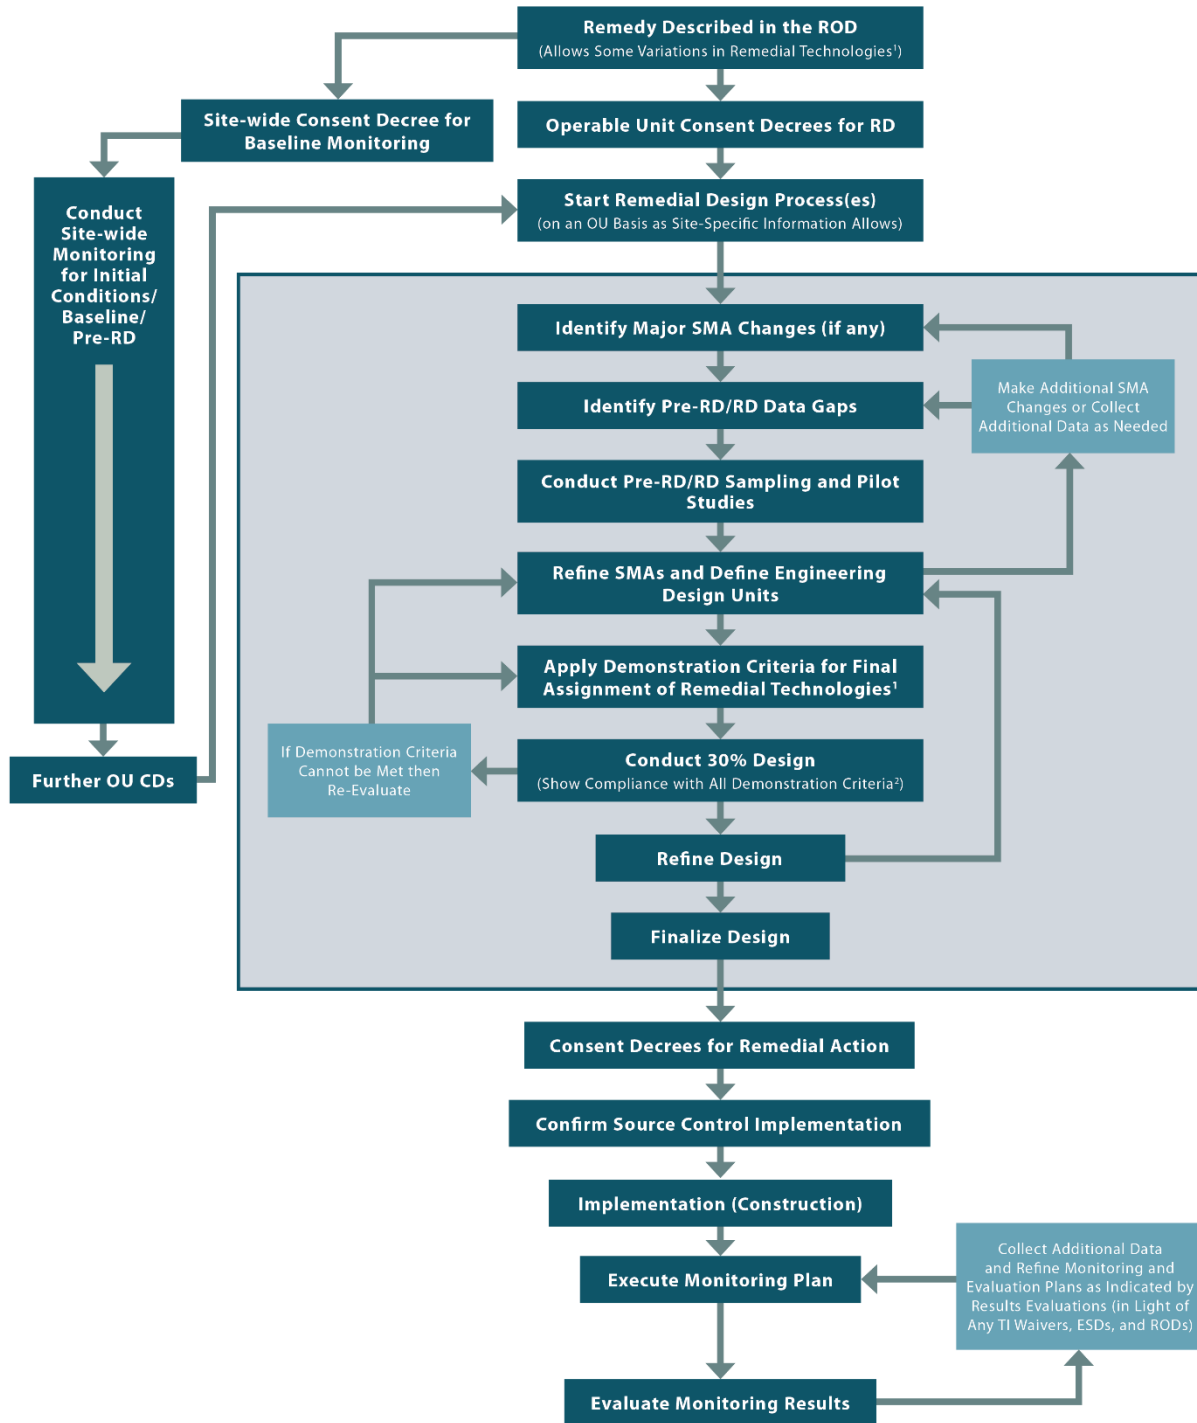 Remedy Described in the ROD
(Allows Some Variations in Remedial Technologies¹)
Site-wide Consent Decree for
Baseline Monitoring
Operable Unit Consent Decrees for RD
Conduct
Site-wide
Monitoring
for Initial
Conditions/
Baseline/
Pre-RD
Start Remedial Design Process(es)
(on an OU Basis as Site-Specific Information Allows)
Identify Major SMA Changes (if any)
Make Additional SMA
Changes or Collect
Additional Data as Needed
Identify Pre-RD/RD Data Gaps
Conduct Pre-RD/RD Sampling and Pilot
Studies
Refine SMAs and Define Engineering
Design Units
Apply Demonstration Criteria for Final
Assignment of Remedial Technologies¹
If Demonstration Criteria
Cannot be Met then
Re-Evaluate
Conduct 30% Design
(Show Compliance with All Demonstration Criteria²)
Further OU CDs
Refine Design
Finalize Design
Consent Decrees for Remedial Action
Confirm Source Control Implementation
Implementation (Construction)
Execute Monitoring Plan
Collect Additional Data
and Refine Monitoring and
Evaluation Plans as Indicated by
Results Evaluations (in Light of
Any TI Waivers, ESDs, and RODs)
Evaluate Monitoring Results